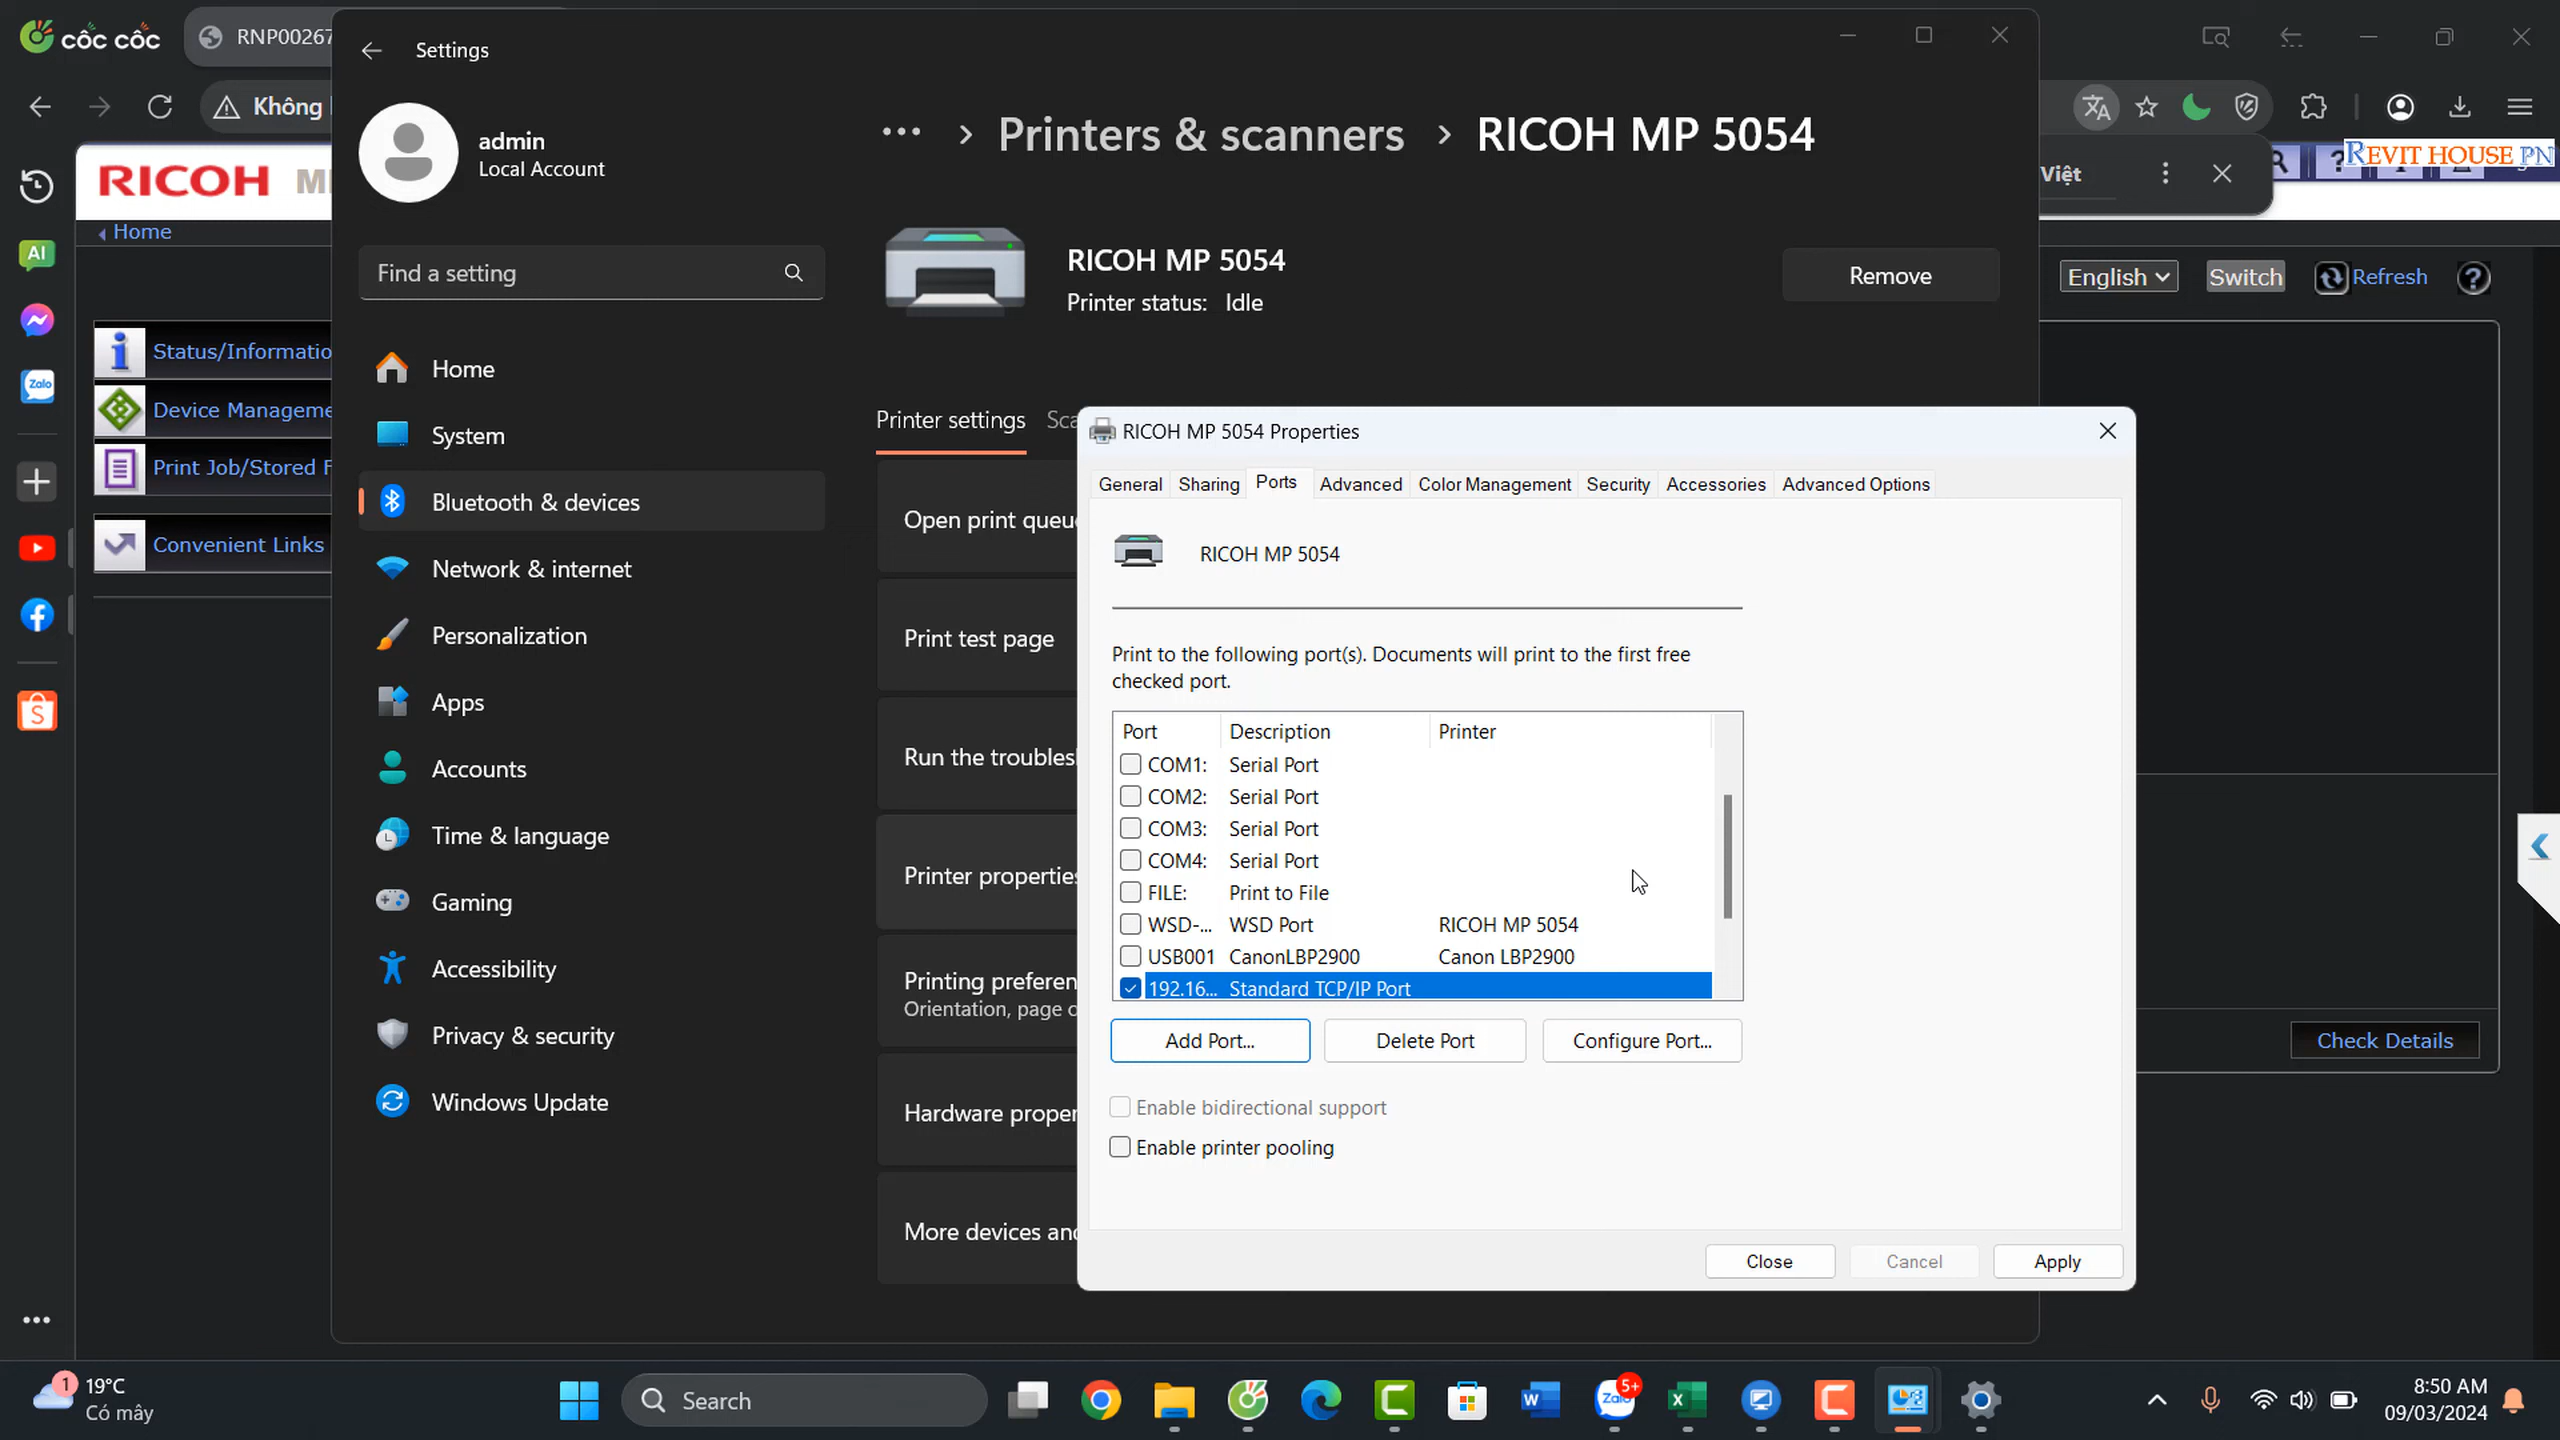 cốc cốc
RNP00267
Settings
Không
admin
Local Account
Printers & scanners
RICOH MP 5054
RICOH
REVIT HOUSE PN
Việt
Home
Find a setting
RICOH MP 5054
Printer status: Idle
Remove
English
Switch
Refresh
Status/Informatio
Device Manageme
Print Job/Stored F
Convenient Links
Home
System
Bluetooth & devices
Network & internet
Personalization
Apps
Accounts
Time & language
Gaming
Accessibility
Privacy & security
Windows Update
Printer settings
Sca
Open print queu
Print test page
Run the troubles
Printer properties
Printing preferen
Orientation, page o
Hardware proper
More devices and
RICOH MP 5054 Properties
General
Sharing
Ports
Advanced
Color Management
Security
Accessories
Advanced Options
RICOH MP 5054
Print to the following port(s). Documents will print to the first free
checked port.
Port Description Printer
COM1: Serial Port
COM2: Serial Port
COM3: Serial Port
COM4: Serial Port
FILE: Print to File
WSD-... WSD Port RICOH MP 5054
USB001 CanonLBP2900 Canon LBP2900
192.16... Standard TCP/IP Port
Add Port...
Delete Port
Configure Port...
Enable bidirectional support
Enable printer pooling
Close
Cancel
Apply
Check Details
AI
Zalo
1
19°C
Có mây
Search
Zalo
5+
8:50 AM
09/03/2024